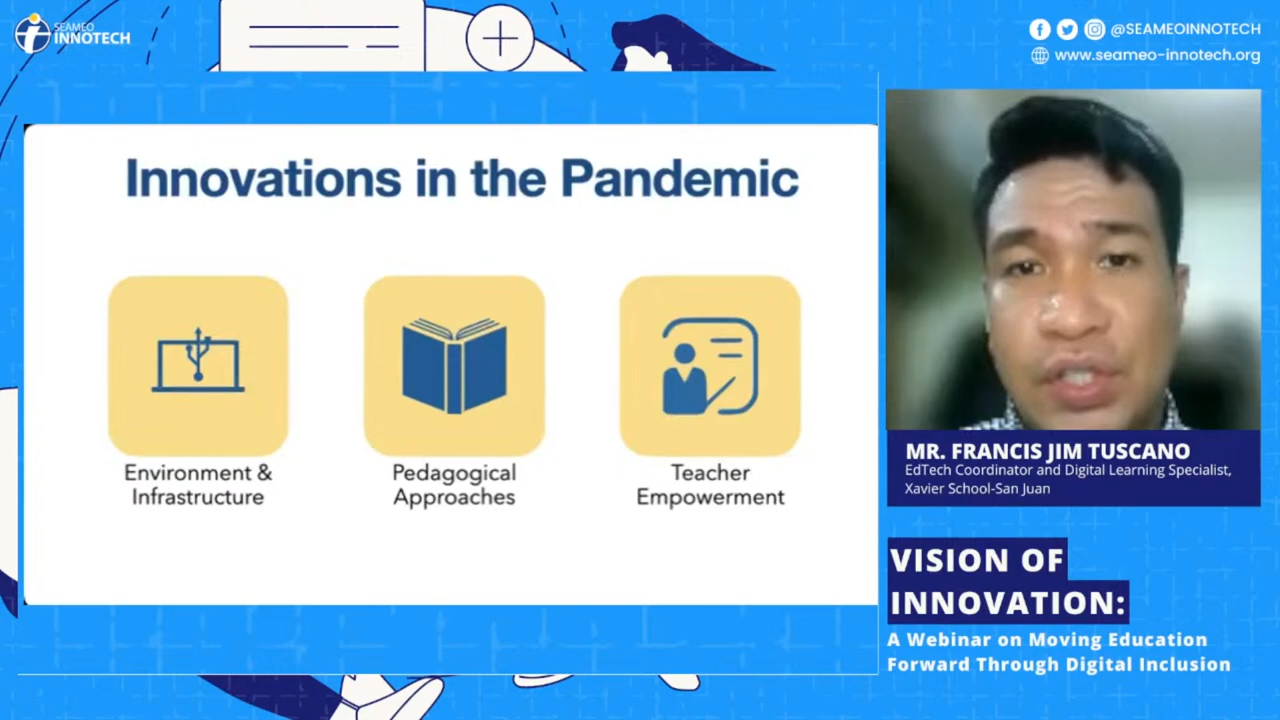 SEAMEO
INNOTECH
@SEAMEOINNOTECH
www.seameo-innotech.org
Innovations in the Pandemic
Environment &
Infrastructure
Pedagogical
Approaches
Teacher
Empowerment
MR. FRANCIS JIM TUSCANO
EdTech Coordinator and Digital Learning Specialist,
Xavier School-San Juan
VISION OF
INNOVATION:
A Webinar on Moving Education
Forward Through Digital Inclusion